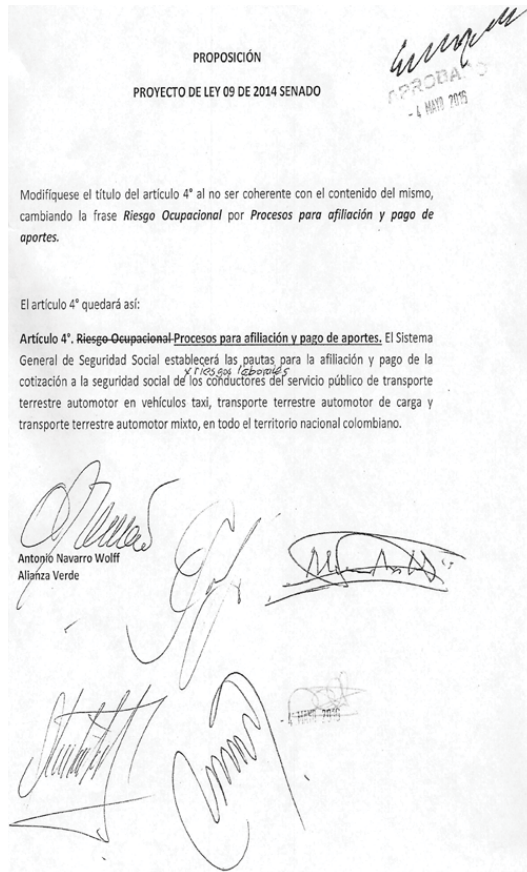 PROPOSICIÓN
APROBADO
- 4 MAYO 2016
PROYECTO DE LEY 09 DE 2014 SENADO
Modifíquese el título del artículo 4° al no ser coherente con el contenido del mismo,
cambiando la frase Riesgo Ocupacional por Procesos para afiliación y pago de
aportes.
El artículo 4° quedará así:
Artículo 4°. Riesgo Ocupacional Procesos para afiliación y pago de aportes. El Sistema
General de Seguridad Social establecerá las pautas para la afiliación y pago de la
y riesgos laborales
cotización a la seguridad social de los conductores del servicio público de transporte
terrestre automotor en vehículos taxi, transporte terrestre automotor de carga y
transporte terrestre automotor mixto, en todo el territorio nacional colombiano.
Antonio Navarro Wolff
Alianza Verde